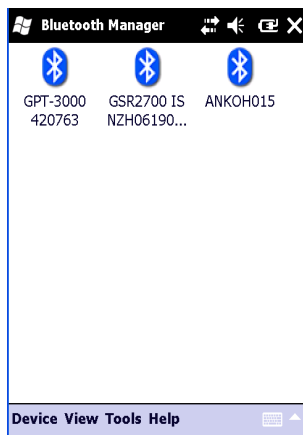 Bluetooth Manager
GPT-3000
420763
GSR2700 IS
NZH06190...
ANKOH015
Device View Tools Help